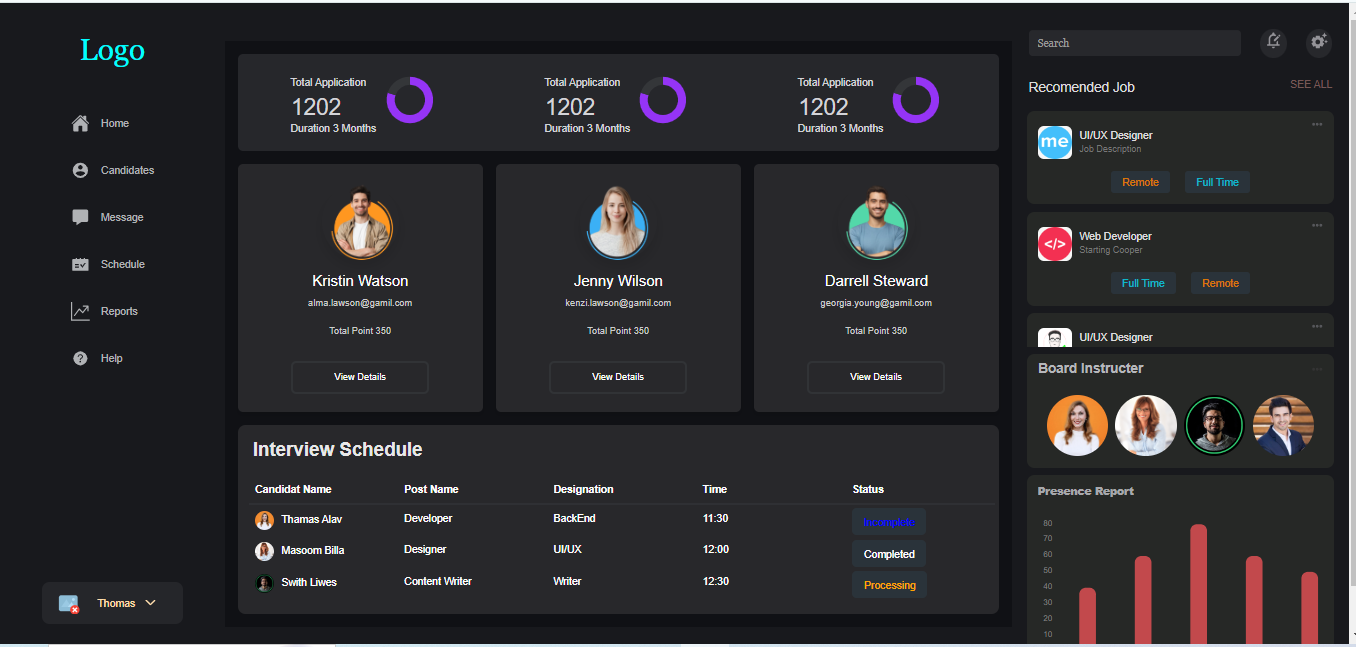 Logo
Home
Candidates
Message
Schedule
Reports
Help
Thomas
Total Application
1202
Duration 3 Months
Total Application
1202
Duration 3 Months
Total Application
1202
Duration 3 Months
Kristin Watson
alma.lawson@gamil.com
Total Point 350
View Details
Jenny Wilson
kenzi.lawson@gamil.com
Total Point 350
View Details
Darrell Steward
georgia.young@gamil.com
Total Point 350
View Details
Interview Schedule
Candidat Name Post Name Designation Time Status
Thamas Alav Developer BackEnd 11:30 Incomplete
Masoom Billa Designer UI/UX 12:00 Completed
Swith Liwes Content Writer Writer 12:30 Processing
Search
Recomended Job SEE ALL
me
UI/UX Designer
Job Description
Remote Full Time
</>
Web Developer
Starting Cooper
Full Time Remote
UI/UX Designer
Board Instructer
Presence Report
80
70
60
50
40
30
20
10